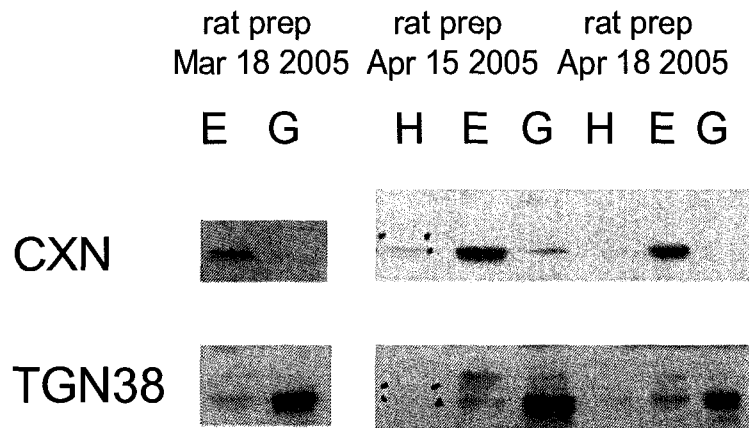 rat prep rat prep rat prep
Mar 18 2005 Apr 15 2005 Apr 18 2005
E G H E G H E G
CXN
TGN38